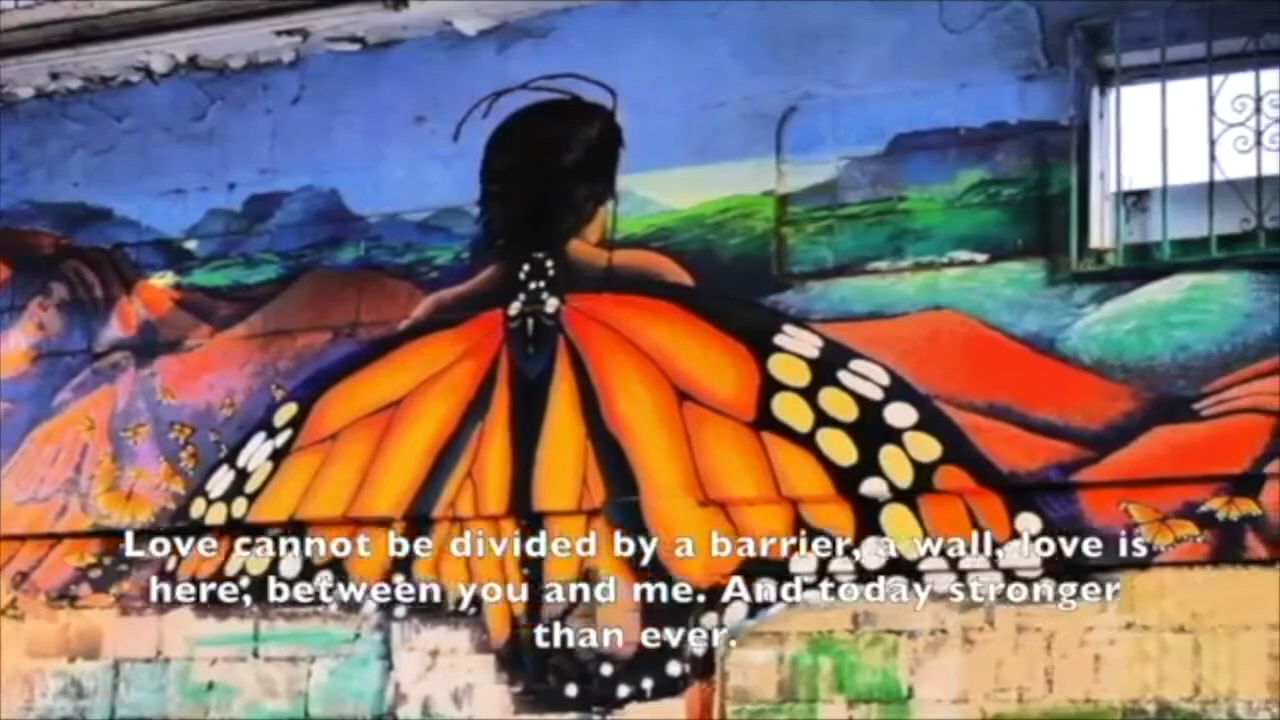 Love cannot be divided by a barrier, a wall, love is
here, between you and me. And today stronger
than ever.